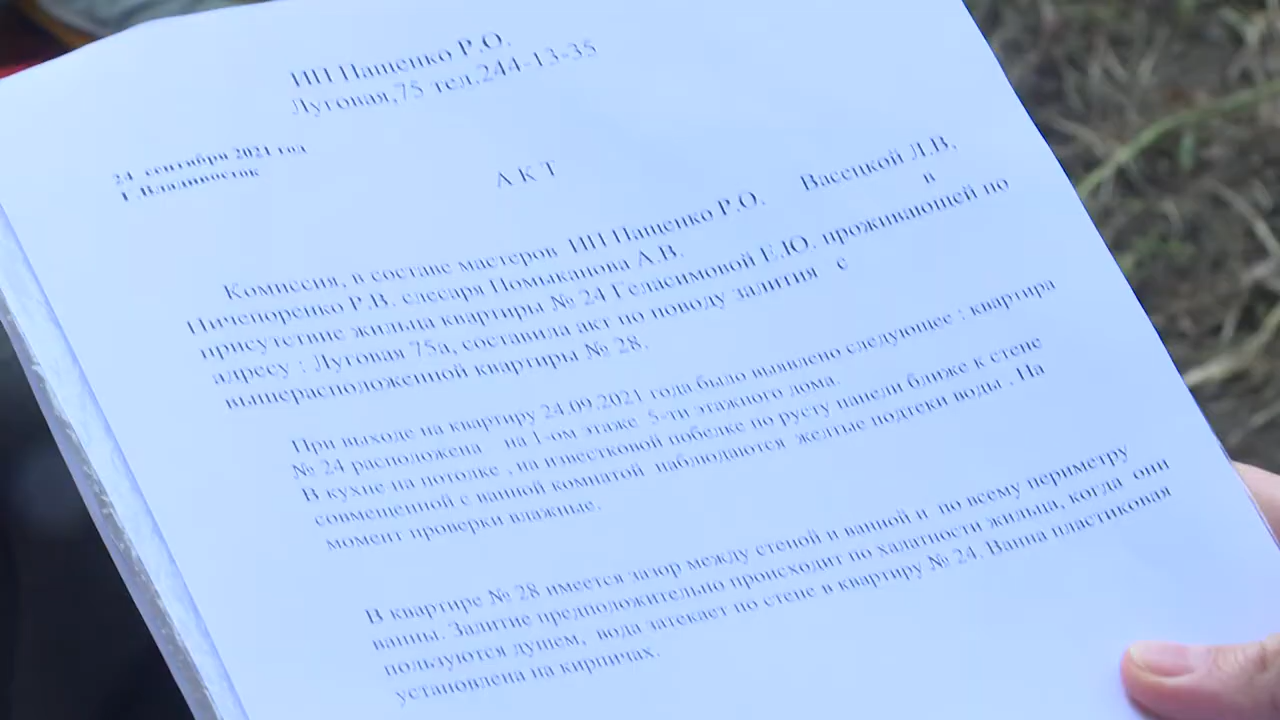 ИП Пащенко Р.О.
Луговая,75 тел.244-13-35
24 сентября 2021 год
Г.Владивосток
АКТ
Комиссия, в составе мастеров ИП Пащенко Р.О. Васецкой Л.В.
Ничепоренко Р.В. слесаря Помыканова А.В. в
присутствие жильца квартиры № 24 Геласимовой Е.Ю. проживающей по
адресу : Луговая 75а, составила акт по поводу залития с
вышерасположенной квартиры № 28.
При выходе на квартиру 24.09.2021 года было выявлено следующее : квартира
№ 24 расположена на 1-ом этаже 5-ти этажного дома.
В кухне на потолке , на известковой побелке по русту панели ближе к стене
совмещенной с ванной комнатой наблюдаются желтые подтеки воды . На
момент проверки влажные.
В квартире № 28 имеется зазор между стеной и ванной и по всему периметру
ванны. Залитие предположительно происходит по халатности жильца, когда они
пользуются душем, вода затекает по стене в квартиру № 24. Ванна пластиковая
установлена на кирпичах.